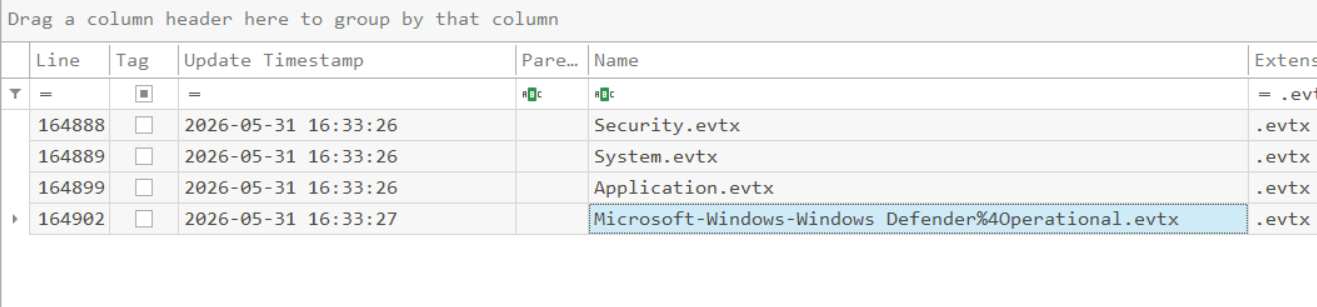 Drag a column header here to group by that column
Line Tag Update Timestamp Pare… Name Extens
= = = .evt
164888 2026-05-31 16:33:26 Security.evtx .evtx
164889 2026-05-31 16:33:26 System.evtx .evtx
164899 2026-05-31 16:33:26 Application.evtx .evtx
164902 2026-05-31 16:33:27 Microsoft-Windows-Windows Defender%4Operational.evtx .evtx